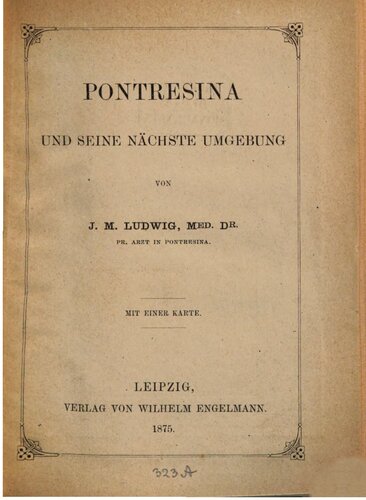 PONTRESINA
UND SEINE NÄCHSTE UMGEBUNG
VON
J. M. LUDWIG, MED. DR.
PR. ARZT IN PONTRESINA.
MIT EINER KARTE.
LEIPZIG,
VERLAG VON WILHELM ENGELMANN.
1875.
323A